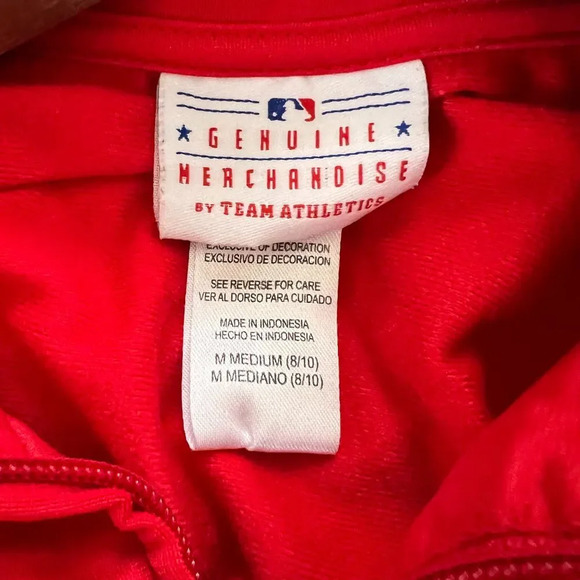 GENUINE
MERCHANDISE
BY TEAM ATHLETICS
EXCLUSIVE OF DECORATION
EXCLUSIVO DE DECORACION
SEE REVERSE FOR CARE
VER AL DORSO PARA CUIDADO
MADE IN INDONESIA
HECHO EN INDONESIA
M MEDIUM (8/10)
M MEDIANO (8/10)